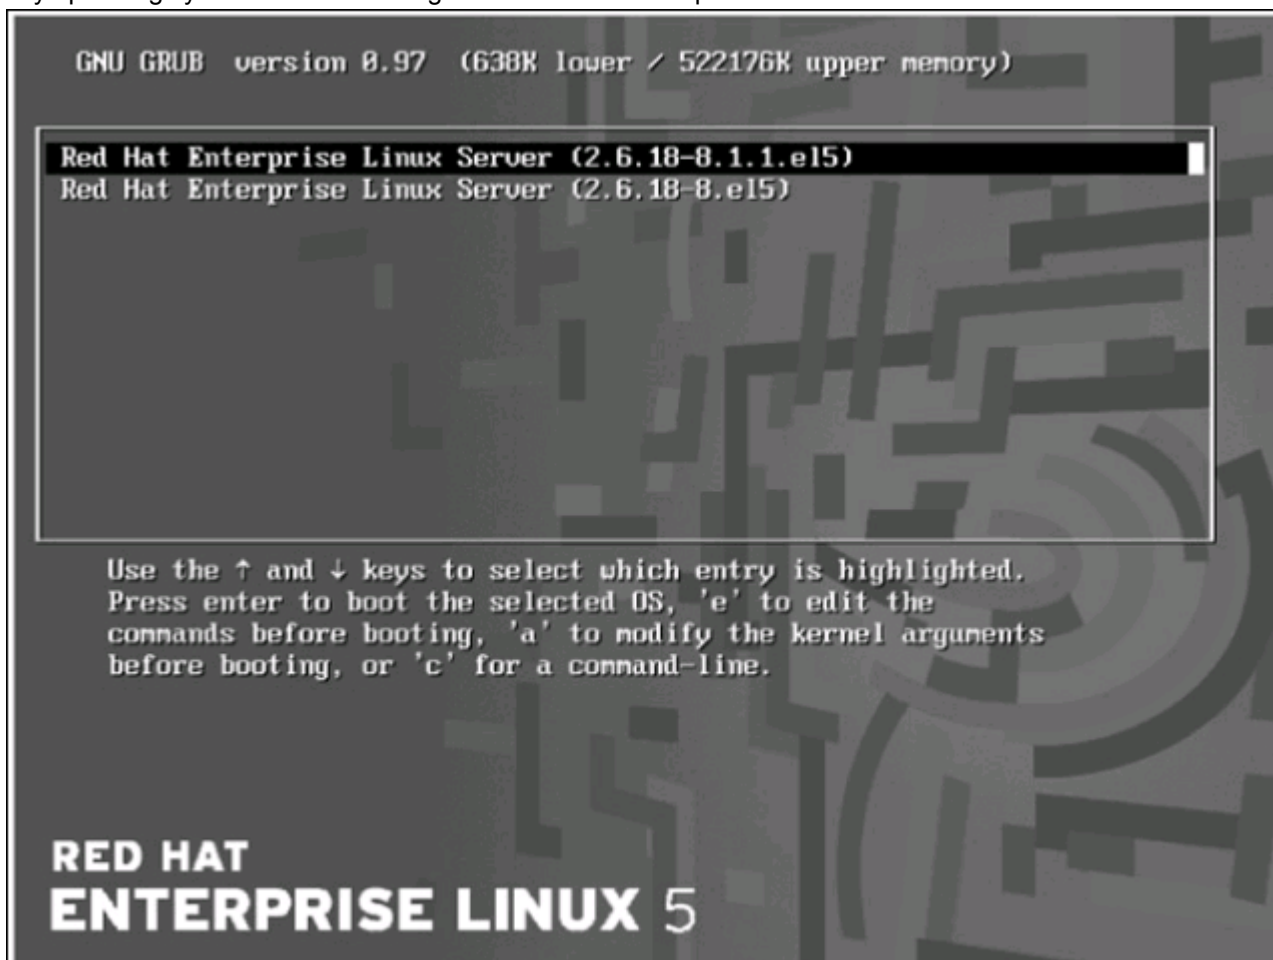 GNU GRUB version 0.97 (638K lower / 522176K upper memory)
Red Hat Enterprise Linux Server (2.6.18-8.1.1.el5)
Red Hat Enterprise Linux Server (2.6.18-8.el5)
Use the ↑ and ↓ keys to select which entry is highlighted.
Press enter to boot the selected OS, 'e' to edit the
commands before booting, 'a' to modify the kernel arguments
before booting, or 'c' for a command-line.
RED HAT
ENTERPRISE LINUX 5